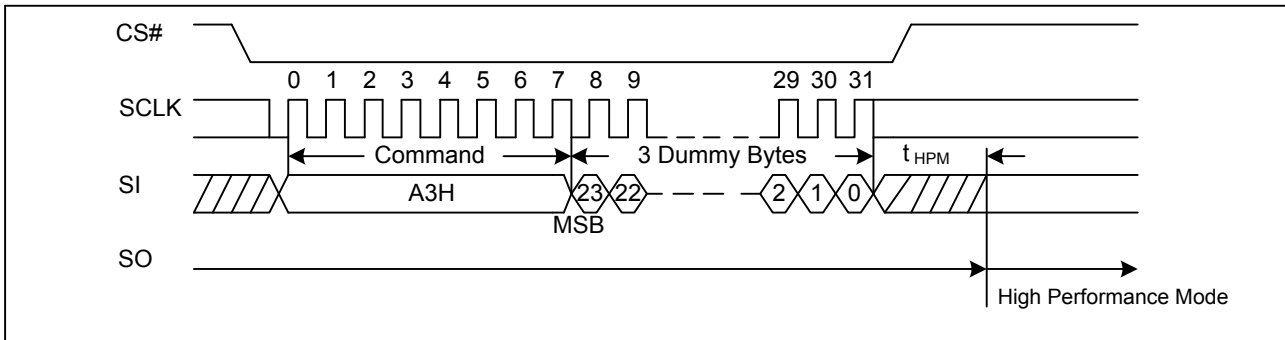 CS#
0 1 2 3 4 5 6 7 8 9 29 30 31
SCLK
Command 3 Dummy Bytes tHPM
SI A3H 23 22 2 1 0
MSB
SO
High Performance Mode